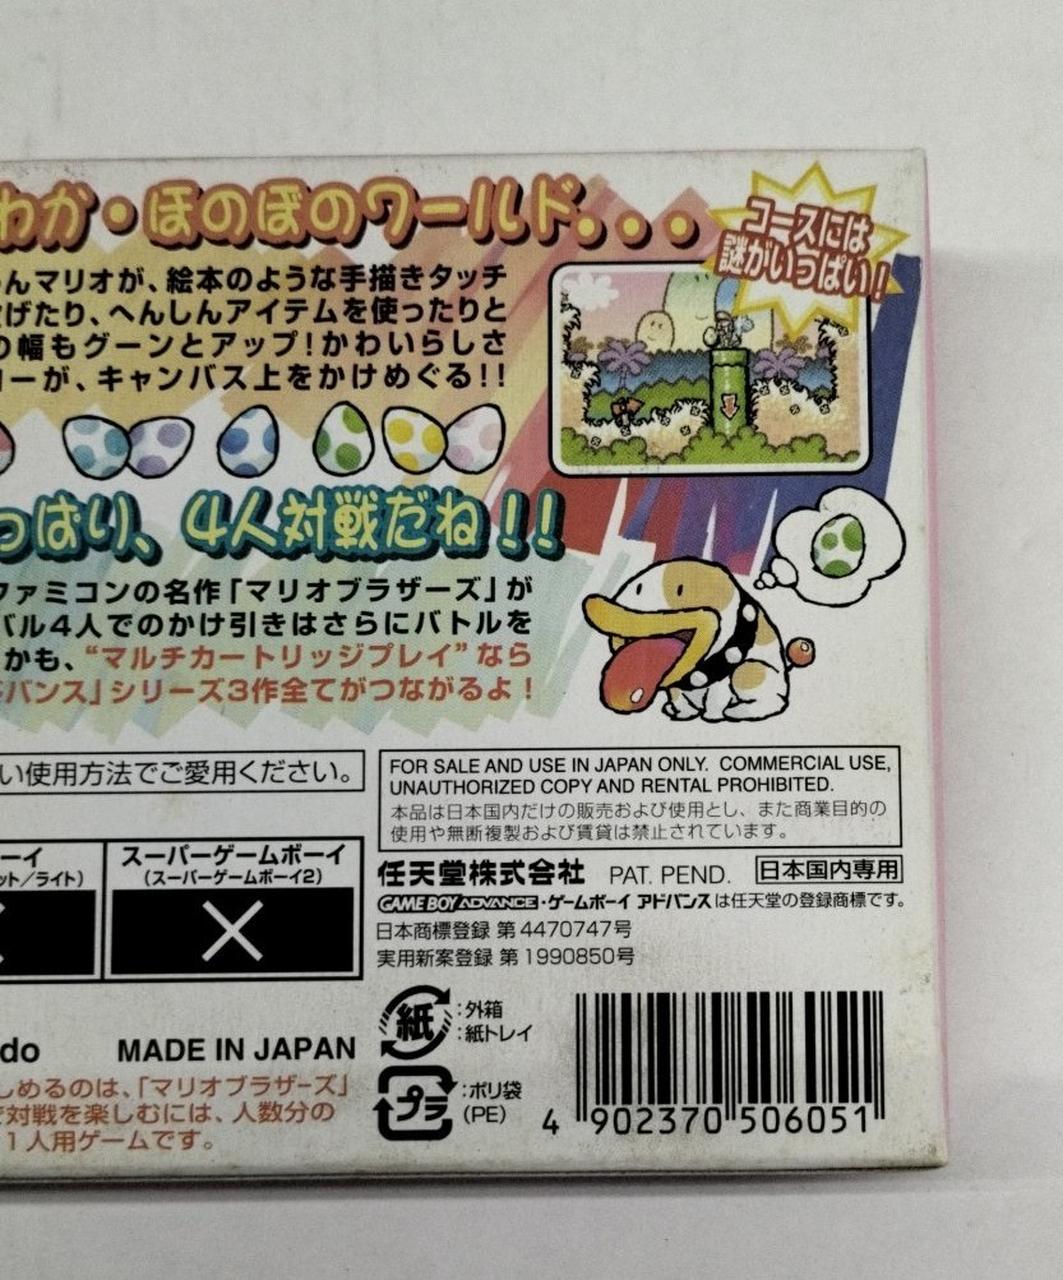 わか・ほのぼのワールド・・・
コースには
謎がいっぱい!
んマリオが、絵本のような手描きタッチ
げたり、へんしんアイテムを使ったりと
の幅もグーンとアップ!かわいらしさ
ーが、キャンバス上をかけめぐる!!
っぱり、4人対戦だね!!
ファミコンの名作「マリオブラザーズ」が
バル4人でのかけ引きはさらにバトルを
かも、“マルチカートリッジプレイ”なら
バンス」シリーズ3作全てがつながるよ!
い使用方法でご愛用ください。
FOR SALE AND USE IN JAPAN ONLY. COMMERCIAL USE,
UNAUTHORIZED COPY AND RENTAL PROHIBITED.
本品は日本国内だけの販売および使用とし、また商業目的の
使用や無断複製および賃貸は禁止されています。
ーイ
ット/ライト)
スーパーゲームボーイ
(スーパーゲームボーイ2)
任天堂株式会社 PAT. PEND. 日本国内専用
GAME BOY ADVANCE・ゲームボーイ アドバンスは任天堂の登録商標です。
日本商標登録 第4470747号
実用新案登録 第1990850号
紙 :外箱
:紙トレイ
プラ :ポリ袋
(PE)
do MADE IN JAPAN
しめるのは、「マリオブラザーズ」
対戦を楽しむには、人数分の
1人用ゲームです。
4 902370 506051